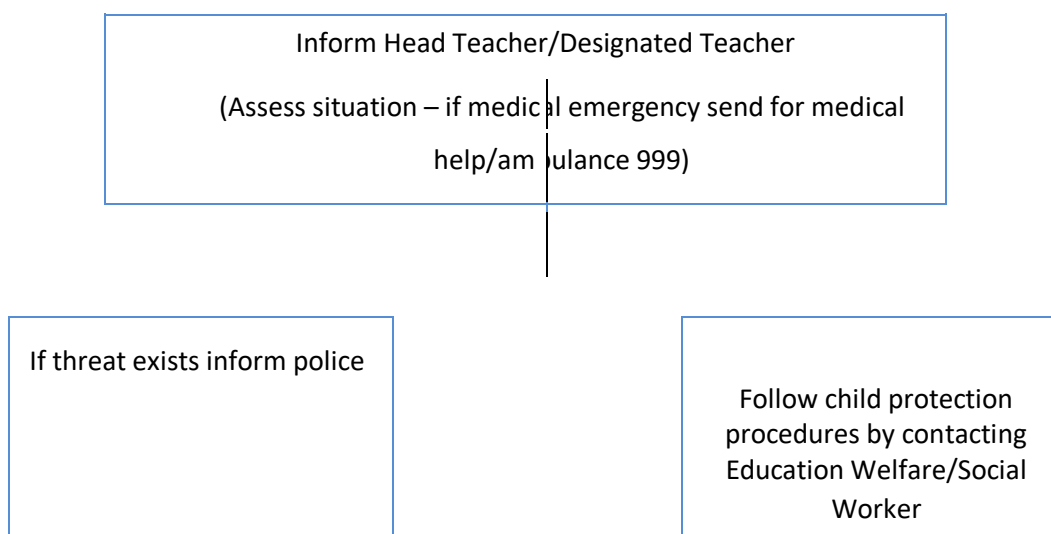 Inform Head Teacher/Designated Teacher
(Assess situation – if medical emergency send for medical
help/ambulance 999)
If threat exists inform police
Follow child protection
procedures by contacting
Education Welfare/Social
Worker